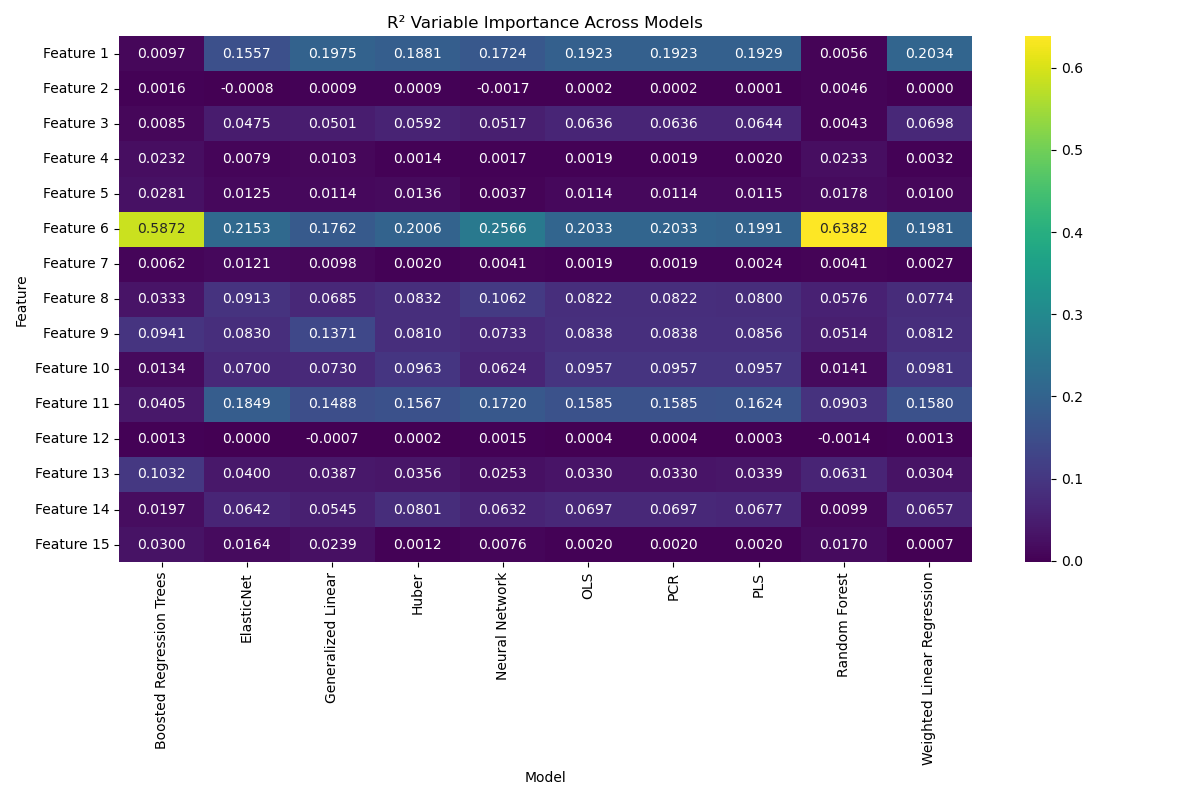 R² Variable Importance Across Models
Feature 1 0.0097 0.1557 0.1975 0.1881 0.1724 0.1923 0.1923 0.1929 0.0056 0.2034
Feature 2 0.0016 -0.0008 0.0009 0.0009 -0.0017 0.0002 0.0002 0.0001 0.0046 0.0000
Feature 3 0.0085 0.0475 0.0501 0.0592 0.0517 0.0636 0.0636 0.0644 0.0043 0.0698
Feature 4 0.0232 0.0079 0.0103 0.0014 0.0017 0.0019 0.0019 0.0020 0.0233 0.0032
Feature 5 0.0281 0.0125 0.0114 0.0136 0.0037 0.0114 0.0114 0.0115 0.0178 0.0100
Feature 6 0.5872 0.2153 0.1762 0.2006 0.2566 0.2033 0.2033 0.1991 0.6382 0.1981
Feature 7 0.0062 0.0121 0.0098 0.0020 0.0041 0.0019 0.0019 0.0024 0.0041 0.0027
Feature 8 0.0333 0.0913 0.0685 0.0832 0.1062 0.0822 0.0822 0.0800 0.0576 0.0774
Feature 9 0.0941 0.0830 0.1371 0.0810 0.0733 0.0838 0.0838 0.0856 0.0514 0.0812
Feature 10 0.0134 0.0700 0.0730 0.0963 0.0624 0.0957 0.0957 0.0957 0.0141 0.0981
Feature 11 0.0405 0.1849 0.1488 0.1567 0.1720 0.1585 0.1585 0.1624 0.0903 0.1580
Feature 12 0.0013 0.0000 -0.0007 0.0002 0.0015 0.0004 0.0004 0.0003 -0.0014 0.0013
Feature 13 0.1032 0.0400 0.0387 0.0356 0.0253 0.0330 0.0330 0.0339 0.0631 0.0304
Feature 14 0.0197 0.0642 0.0545 0.0801 0.0632 0.0697 0.0697 0.0677 0.0099 0.0657
Feature 15 0.0300 0.0164 0.0239 0.0012 0.0076 0.0020 0.0020 0.0020 0.0170 0.0007
Feature
Boosted Regression Trees
ElasticNet
Generalized Linear
Huber
Neural Network
OLS
PCR
PLS
Random Forest
Weighted Linear Regression
Model
0.6
0.5
0.4
0.3
0.2
0.1
0.0